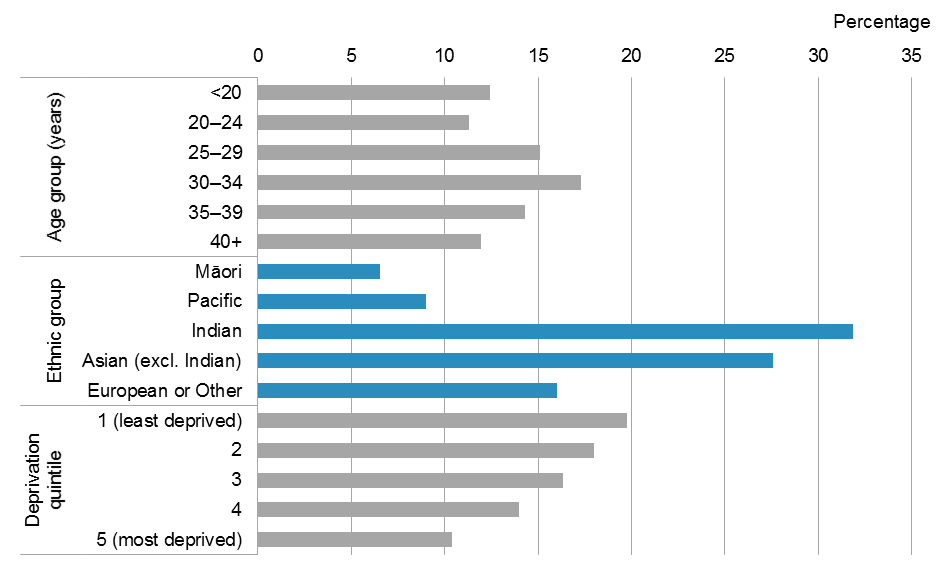 Percentage
0 5 10 15 20 25 30 35
Age group (years)
<20
20–24
25–29
30–34
35–39
40+
Ethnic group
Māori
Pacific
Indian
Asian (excl. Indian)
European or Other
Deprivation
quintile
1 (least deprived)
2
3
4
5 (most deprived)